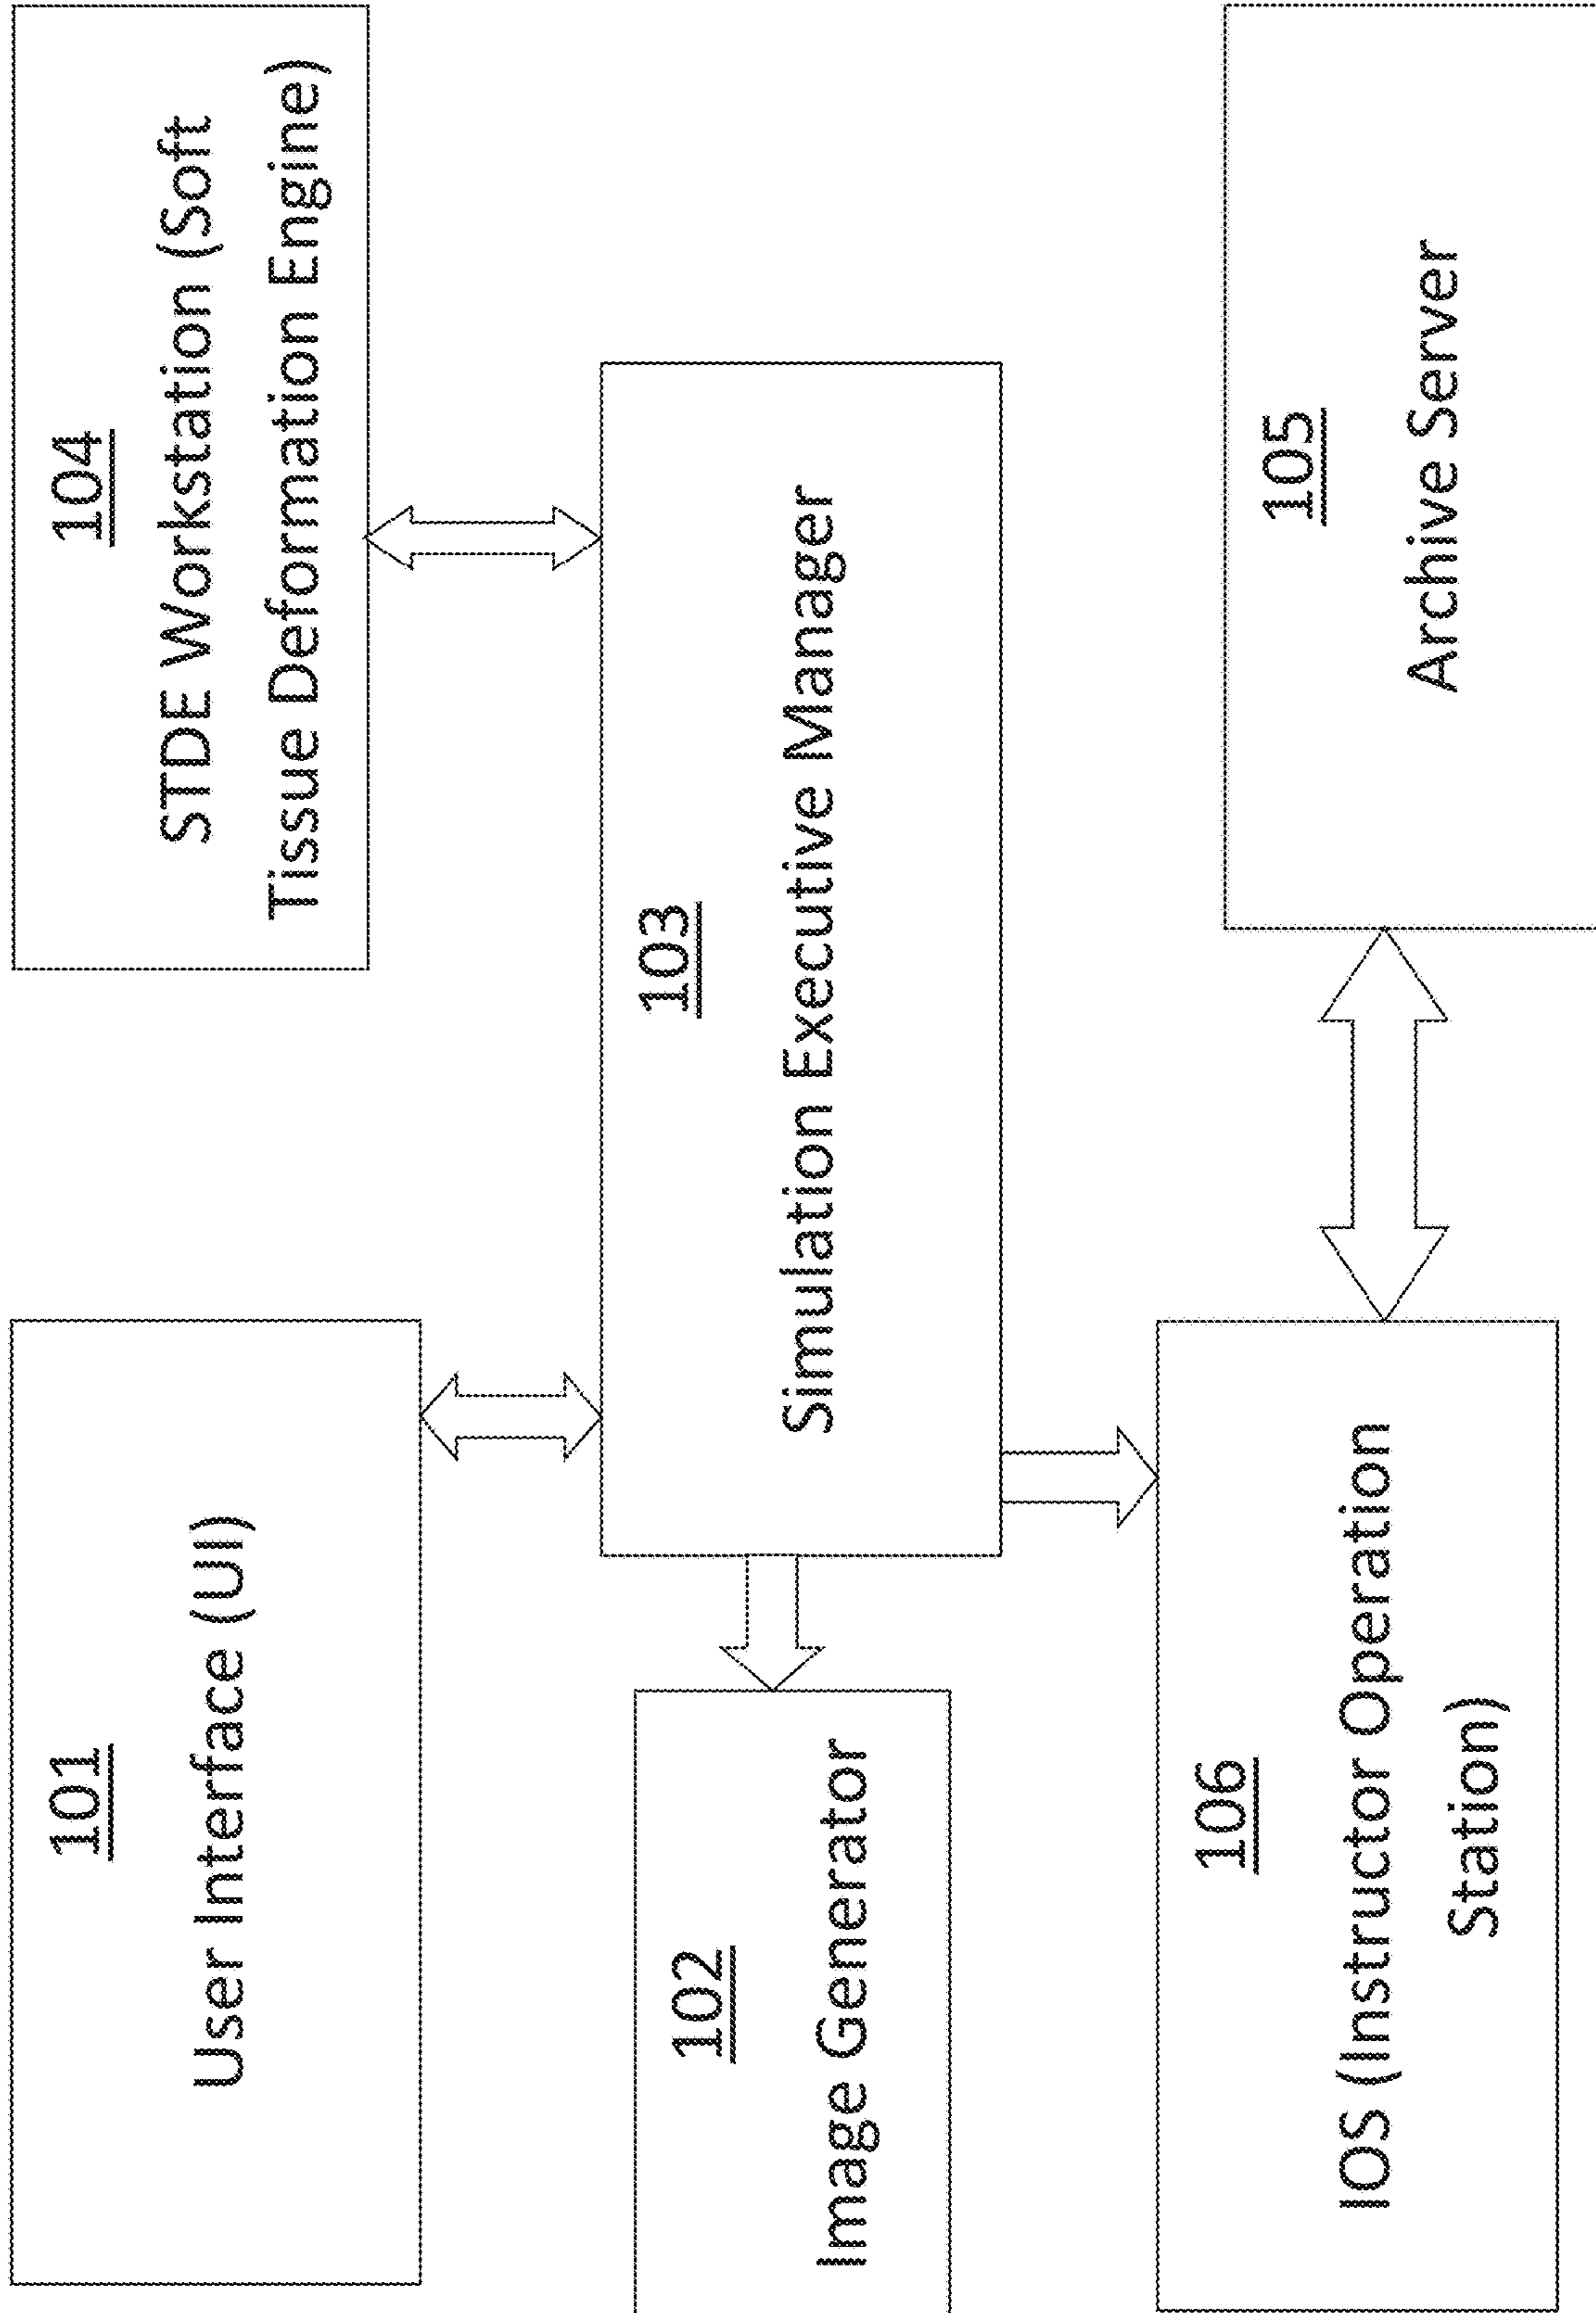 101
User Interface (UI)
104
STDE Workstation (Soft
Tissue Deformation Engine)
102
Image Generator
103
Simulation Executive Manager
106
IOS (Instructor Operation
Station)
105
Archive Server